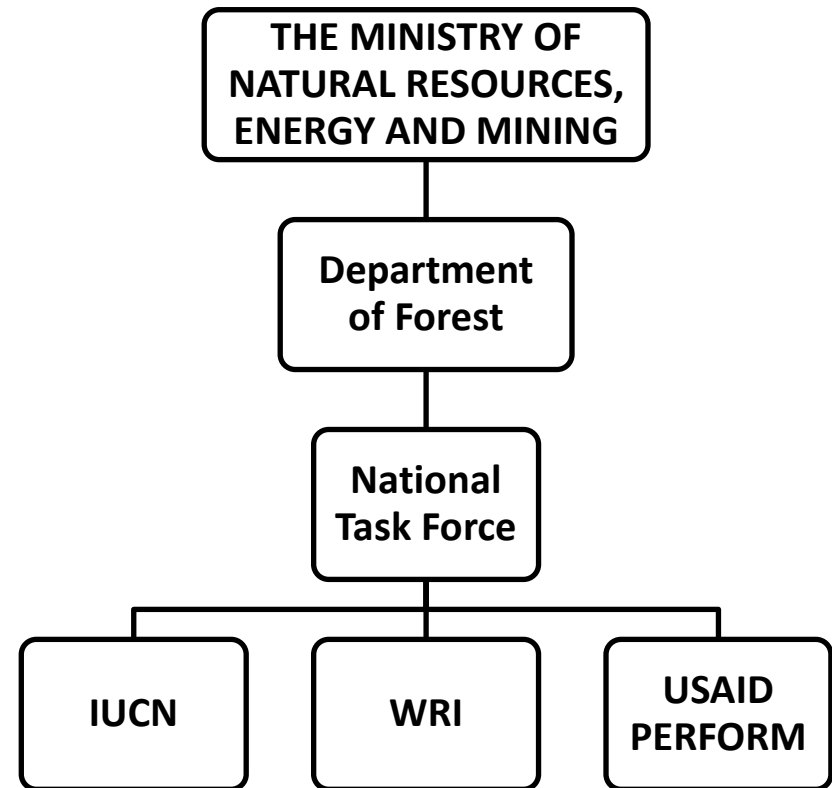 THE MINISTRY OF
NATURAL RESOURCES,
ENERGY AND MINING
Department
of Forest
National
Task Force
IUCN
WRI
USAID
PERFORM